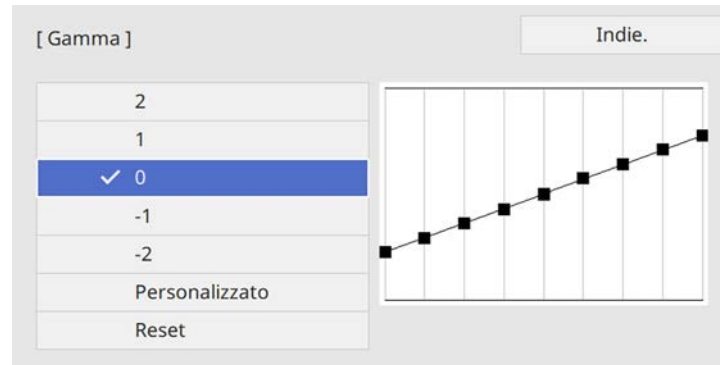 [ Gamma ]
Indie.
2
1
0
-1
-2
Personalizzato
Reset